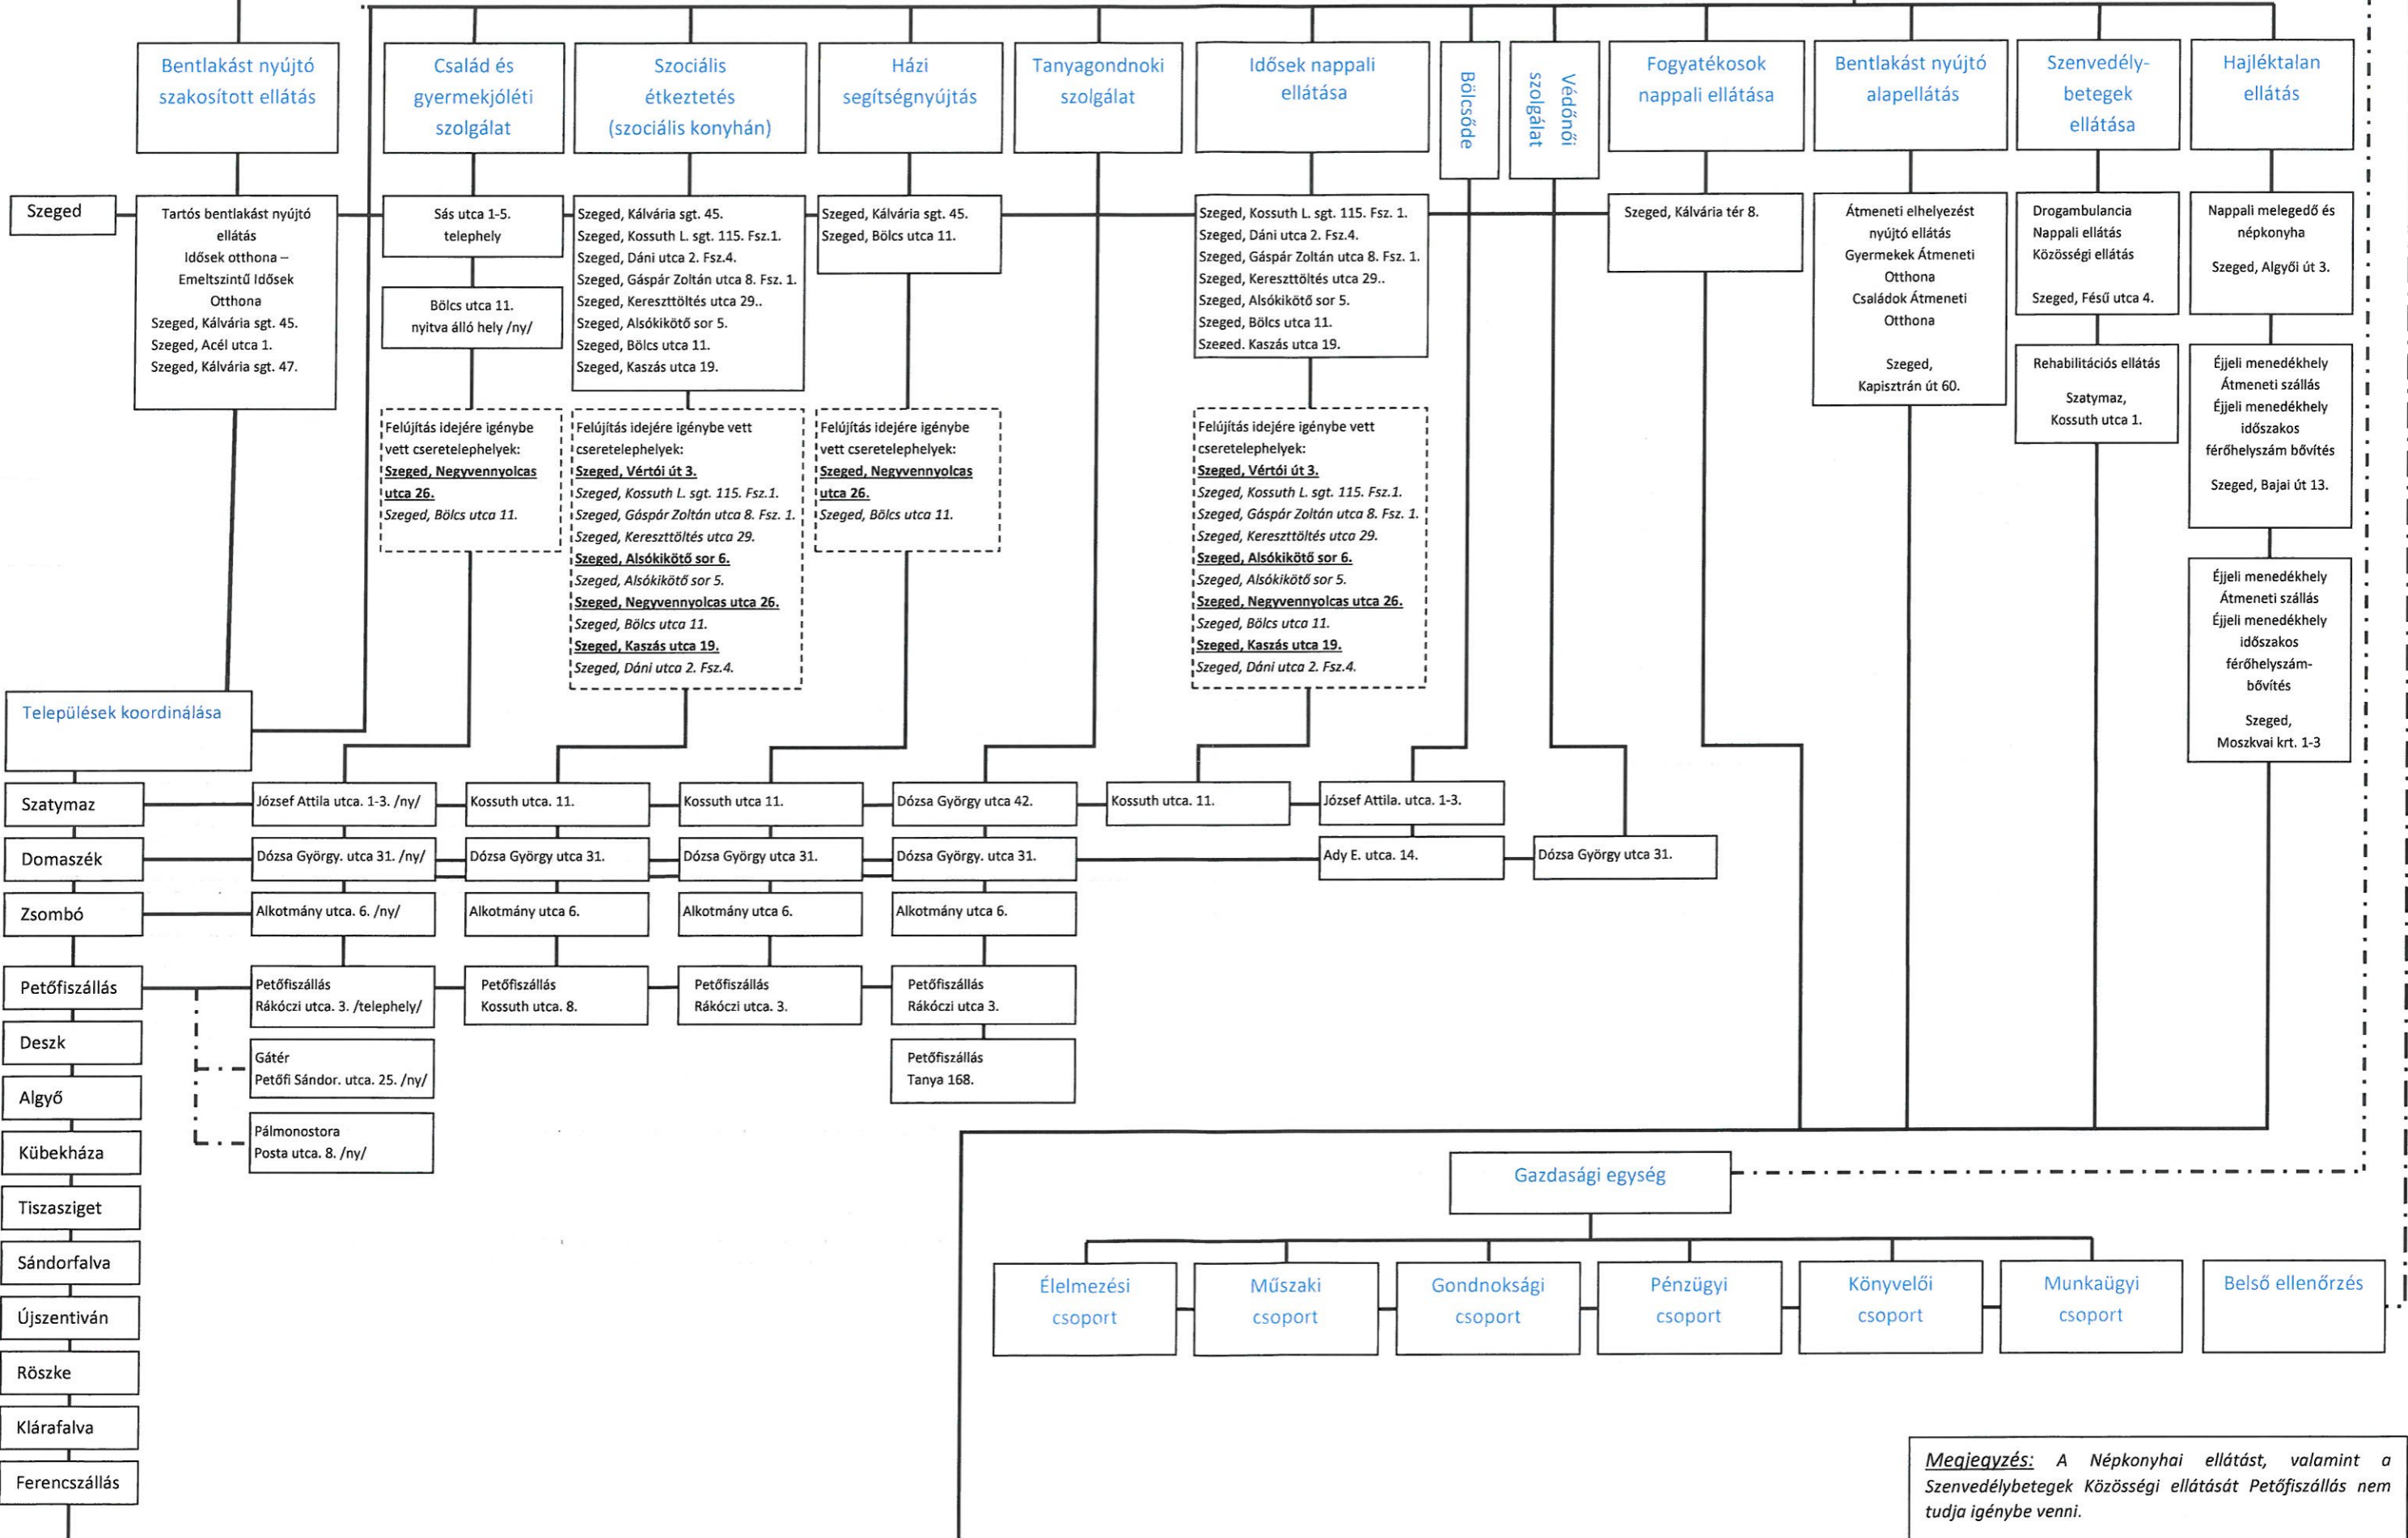 Bentlakást nyújtó
szakosított ellátás
Család és
gyermekjóléti
szolgálat
Szociális
étkeztetés
(szociális konyhán)
Házi
segítségnyújtás
Tanyagondnoki
szolgálat
Idősek nappali
ellátása
Bölcsőde
Védőnői
szolgálat
Fogyatékosok
nappali ellátása
Bentlakást nyújtó
alapellátás
Szenvedély-
betegek
ellátása
Hajléktalan
ellátás
Szeged
Tartós bentlakást nyújtó
ellátás
Idősek otthona –
Emeltszintű Idősek
Otthona
Szeged, Kálvária sgt. 45.
Szeged, Acél utca 1.
Szeged, Kálvária sgt. 47.
Sás utca 1-5.
telephely
Bölcs utca 11.
nyitva álló hely /ny/
Szeged, Kálvária sgt. 45.
Szeged, Kossuth L. sgt. 115. Fsz.1.
Szeged, Dáni utca 2. Fsz.4.
Szeged, Gáspár Zoltán utca 8. Fsz. 1.
Szeged, Kereszttöltés utca 29..
Szeged, Alsókikötő sor 5.
Szeged, Bölcs utca 11.
Szeged, Kaszás utca 19.
Szeged, Kálvária sgt. 45.
Szeged, Bölcs utca 11.
Szeged, Kossuth L. sgt. 115. Fsz. 1.
Szeged, Dáni utca 2. Fsz.4.
Szeged, Gáspár Zoltán utca 8. Fsz. 1.
Szeged, Kereszttöltés utca 29..
Szeged, Alsókikötő sor 5.
Szeged, Bölcs utca 11.
Szeged. Kaszás utca 19.
Szeged, Kálvária tér 8.
Átmeneti elhelyezést
nyújtó ellátás
Gyermekek Átmeneti
Otthona
Családok Átmeneti
Otthona
Szeged,
Kapisztrán út 60.
Drogambulancia
Nappali ellátás
Közösségi ellátás
Szeged, Fésű utca 4.
Rehabilitációs ellátás
Szatymaz,
Kossuth utca 1.
Nappali melegedő és
népkonyha
Szeged, Algyői út 3.
Éjjeli menedékhely
Átmeneti szállás
Éjjeli menedékhely
időszakos
férőhelyszám bővítés
Szeged, Bajai út 13.
Éjjeli menedékhely
Átmeneti szállás
Éjjeli menedékhely
időszakos
férőhelyszám-
bővítés
Szeged,
Moszkvai krt. 1-3
Felújítás idejére igénybe
vett cseretelephelyek:
Szeged, Negyvennyolcas
utca 26.
Szeged, Bölcs utca 11.
Felújítás idejére igénybe vett
cseretelephelyek:
Szeged, Vértói út 3.
Szeged, Kossuth L. sgt. 115. Fsz.1.
Szeged, Gáspár Zoltán utca 8. Fsz. 1.
Szeged, Kereszttöltés utca 29.
Szeged, Alsókikötő sor 6.
Szeged, Alsókikötő sor 5.
Szeged, Negyvennyolcas utca 26.
Szeged, Bölcs utca 11.
Szeged, Kaszás utca 19.
Szeged, Dáni utca 2. Fsz.4.
Felújítás idejére igénybe
vett cseretelephelyek:
Szeged, Negyvennyolcas
utca 26.
Szeged, Bölcs utca 11.
Felújítás idejére igénybe vett
cseretelephelyek:
Szeged, Vértói út 3.
Szeged, Kossuth L. sgt. 115. Fsz.1.
Szeged, Gáspár Zoltán utca 8. Fsz. 1.
Szeged, Kereszttöltés utca 29.
Szeged, Alsókikötő sor 6.
Szeged, Alsókikötő sor 5.
Szeged, Negyvennyolcas utca 26.
Szeged, Bölcs utca 11.
Szeged, Kaszás utca 19.
Szeged, Dáni utca 2. Fsz.4.
Települések koordinálása
Szatymaz
József Attila utca. 1-3. /ny/
Kossuth utca. 11.
Kossuth utca 11.
Dózsa György utca 42.
Kossuth utca. 11.
József Attila. utca. 1-3.
Domaszék
Dózsa György. utca 31. /ny/
Dózsa György utca 31.
Dózsa György utca 31.
Dózsa György. utca 31.
Ady E. utca. 14.
Dózsa György utca 31.
Zsombó
Alkotmány utca. 6. /ny/
Alkotmány utca 6.
Alkotmány utca 6.
Alkotmány utca 6.
Petőfiszállás
Petőfiszállás
Rákóczi utca. 3. /telephely/
Petőfiszállás
Kossuth utca. 8.
Petőfiszállás
Rákóczi utca. 3.
Petőfiszállás
Rákóczi utca 3.
Deszk
Gátér
Petőfi Sándor. utca. 25. /ny/
Petőfiszállás
Tanya 168.
Algyő
Pálmonostora
Posta utca. 8. /ny/
Kübekháza
Tiszasziget
Sándorfalva
Újszentiván
Röszke
Klárafalva
Ferencszállás
Gazdasági egység
Élelmezési
csoport
Műszaki
csoport
Gondnoksági
csoport
Pénzügyi
csoport
Könyvelői
csoport
Munkaügyi
csoport
Belső ellenőrzés
Megjegyzés: A Népkonyhai ellátást, valamint a
Szenvedélybetegek Közösségi ellátását Petőfiszállás nem
tudja igénybe venni.